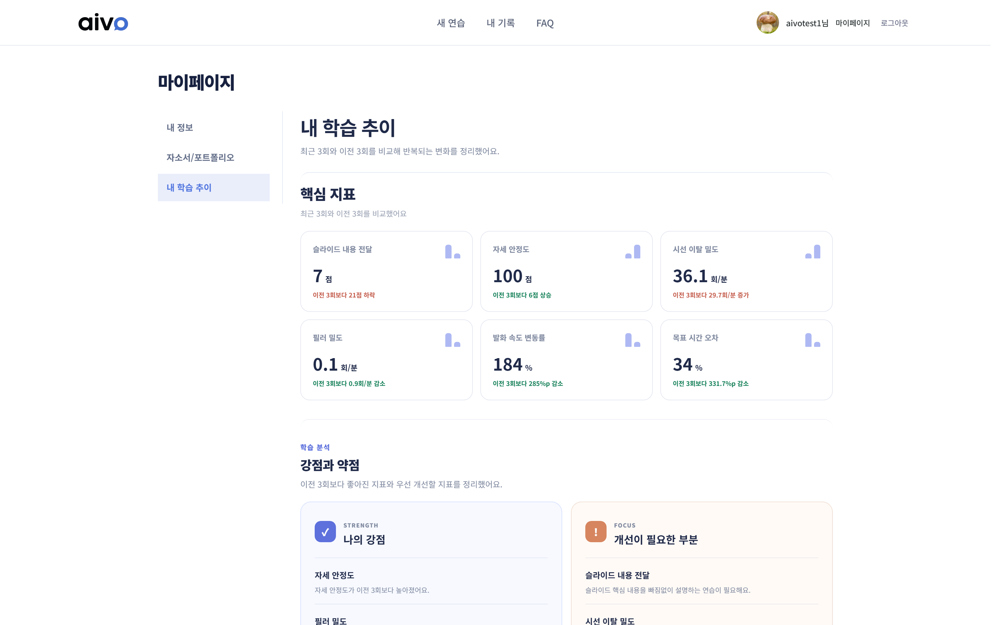 aivo
새 연습 내 기록 FAQ
aivotest1님 마이페이지 로그아웃
마이페이지
내 정보
자소서/포트폴리오
내 학습 추이
내 학습 추이
최근 3회와 이전 3회를 비교해 반복되는 변화를 정리했어요.
핵심 지표
최근 3회와 이전 3회를 비교했어요
슬라이드 내용 전달
7 점
이전 3회보다 21점 하락
자세 안정도
100 점
이전 3회보다 6점 상승
시선 이탈 밀도
36.1 회/분
이전 3회보다 29.7회/분 증가
필러 밀도
0.1 회/분
이전 3회보다 0.9회/분 감소
발화 속도 변동률
184 %
이전 3회보다 285%p 감소
목표 시간 오차
34 %
이전 3회보다 331.7%p 감소
학습 분석
강점과 약점
이전 3회보다 좋아진 지표와 우선 개선할 지표를 정리했어요.
STRENGTH
나의 강점
자세 안정도
자세 안정도가 이전 3회보다 높아졌어요.
필러 밀도
!
FOCUS
개선이 필요한 부분
슬라이드 내용 전달
슬라이드 핵심 내용을 빠짐없이 설명하는 연습이 필요해요.
시선 이탈 밀도